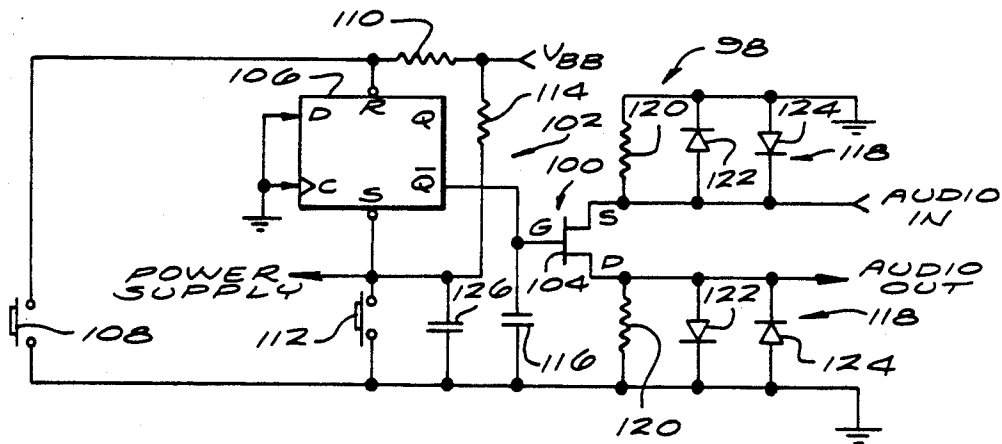 110
VBB
98
106
R
114
120
124
D
Q
102
100
122
118
C
S
Q̅
G
S
AUDIO IN
D
POWER SUPPLY
126
104
122
AUDIO OUT
108
112
116
118
124
120